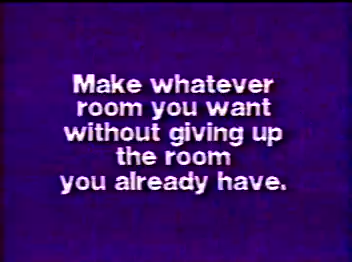 Make whatever
room you want
without giving up
the room
you already have.